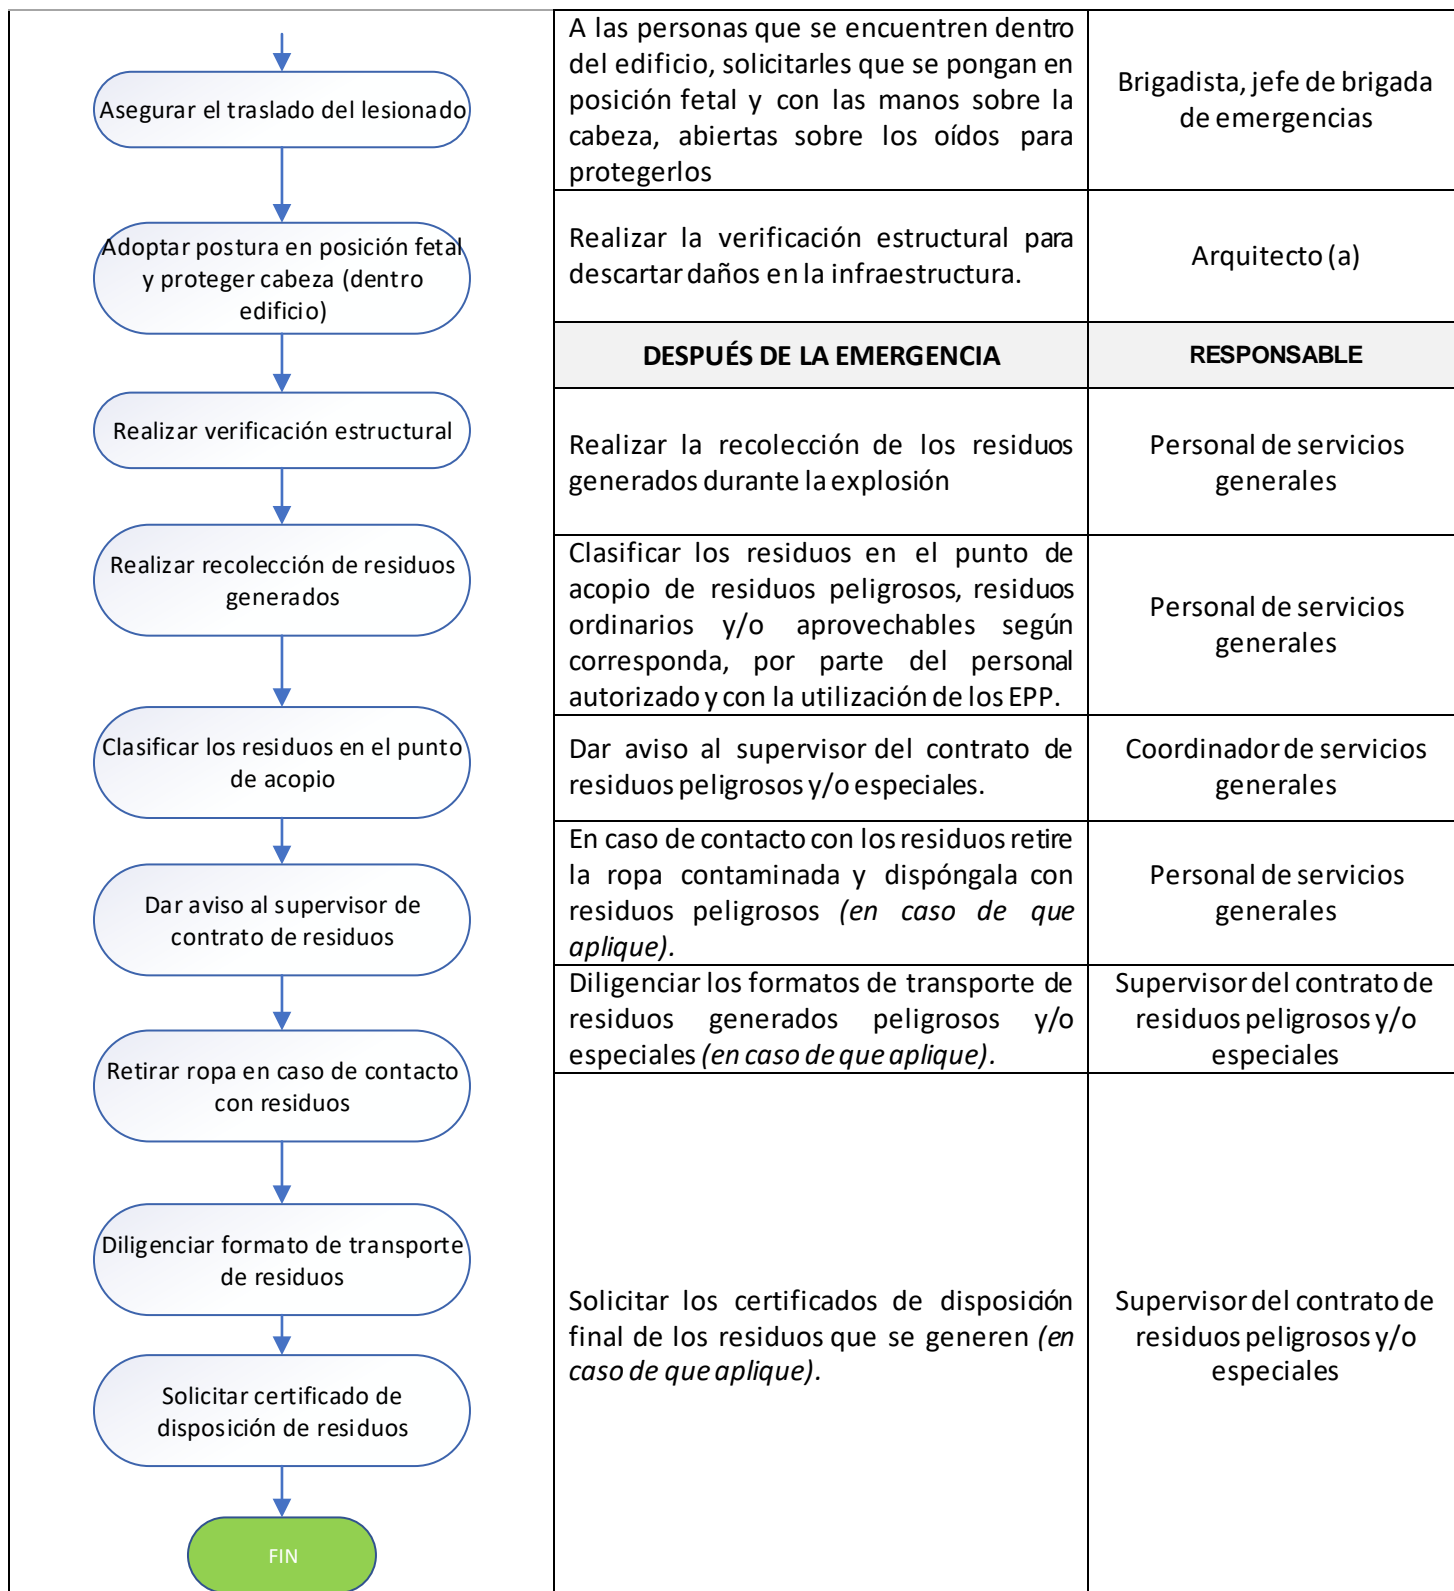 Asegurar el traslado del lesionado
Adoptar postura en posición fetal
y proteger cabeza (dentro
edificio)
Realizar verificación estructural
Realizar recolección de residuos
generados
Clasificar los residuos en el punto
de acopio
Dar aviso al supervisor de
contrato de residuos
Retirar ropa en caso de contacto
con residuos
Diligenciar formato de transporte
de residuos
Solicitar certificado de
disposición de residuos
FIN
A las personas que se encuentren dentro
del edificio, solicitarles que se pongan en
posición fetal y con las manos sobre la
cabeza, abiertas sobre los oídos para
protegerlos
Brigadista, jefe de brigada
de emergencias
Realizar la verificación estructural para
descartar daños en la infraestructura.
Arquitecto (a)
DESPUÉS DE LA EMERGENCIA
RESPONSABLE
Realizar la recolección de los residuos
generados durante la explosión
Personal de servicios
generales
Clasificar los residuos en el punto de
acopio de residuos peligrosos, residuos
ordinarios y/o aprovechables según
corresponda, por parte del personal
autorizado y con la utilización de los EPP.
Personal de servicios
generales
Dar aviso al supervisor del contrato de
residuos peligrosos y/o especiales.
Coordinador de servicios
generales
En caso de contacto con los residuos retire
la ropa contaminada y dispóngala con
residuos peligrosos (en caso de que
aplique).
Personal de servicios
generales
Diligenciar los formatos de transporte de
residuos generados peligrosos y/o
especiales (en caso de que aplique).
Supervisor del contrato de
residuos peligrosos y/o
especiales
Solicitar los certificados de disposición
final de los residuos que se generen (en
caso de que aplique).
Supervisor del contrato de
residuos peligrosos y/o
especiales